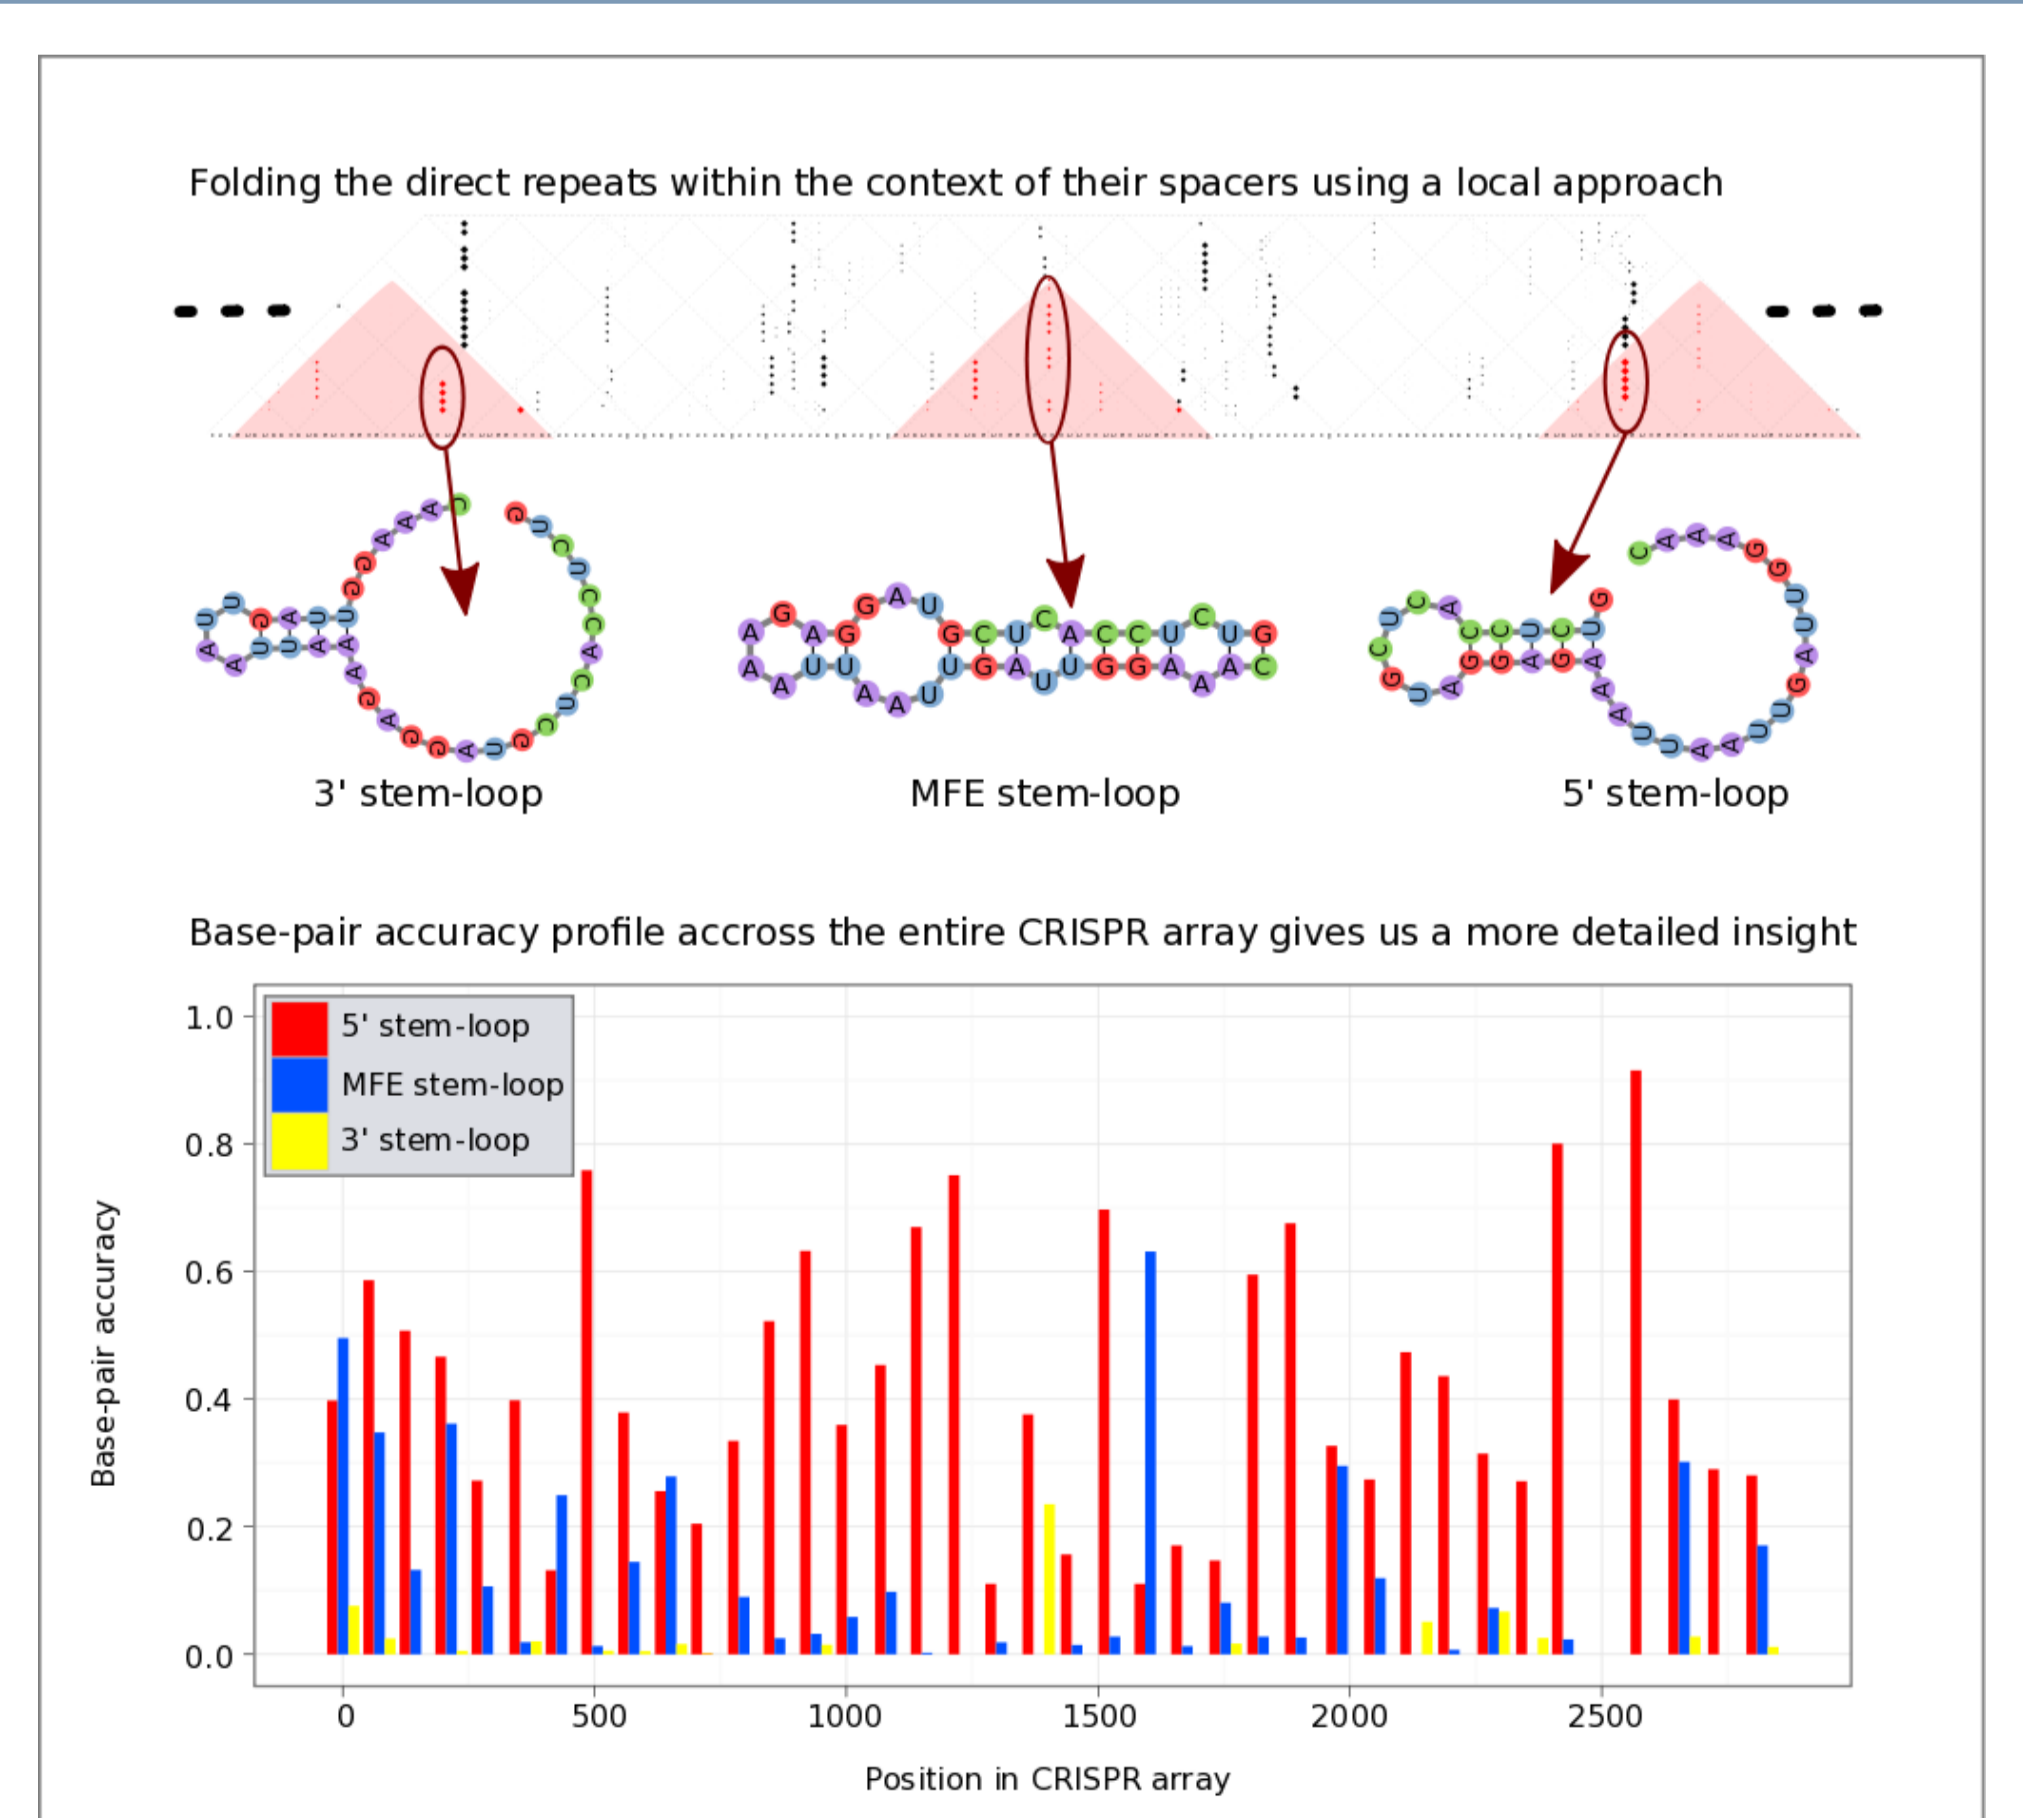 Folding the direct repeats within the context of their spacers using a local approach
C A A A G G U U A G U U A A U U A A A G A G G A U G C U C A C C U C U G
A G A G G A U G C U C A C C U C U G
A A U U A A U U G A U U G G A A A C
C A A A G G U U A G U U A A U U A A A G A G G A U G C U C A C C U C U G
3' stem-loop
MFE stem-loop
5' stem-loop
Base-pair accuracy profile accross the entire CRISPR array gives us a more detailed insight
5' stem-loop
MFE stem-loop
3' stem-loop
1.0
0.8
0.6
0.4
0.2
0.0
Base-pair accuracy
0 500 1000 1500 2000 2500
Position in CRISPR array